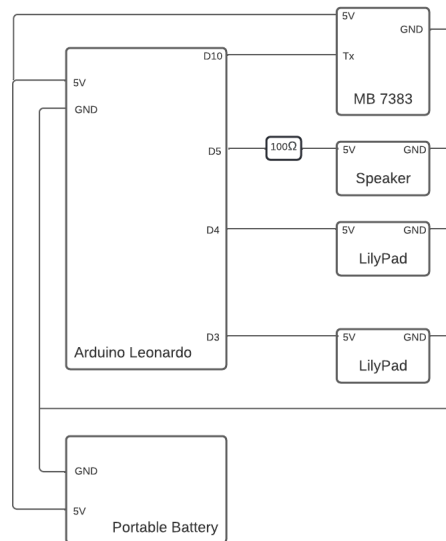 5V
GND
D10
Tx
5V
MB 7383
GND
D5
100Ω
5V
GND
Speaker
D4
5V
GND
LilyPad
D3
5V
GND
Arduino Leonardo
LilyPad
GND
5V
Portable Battery